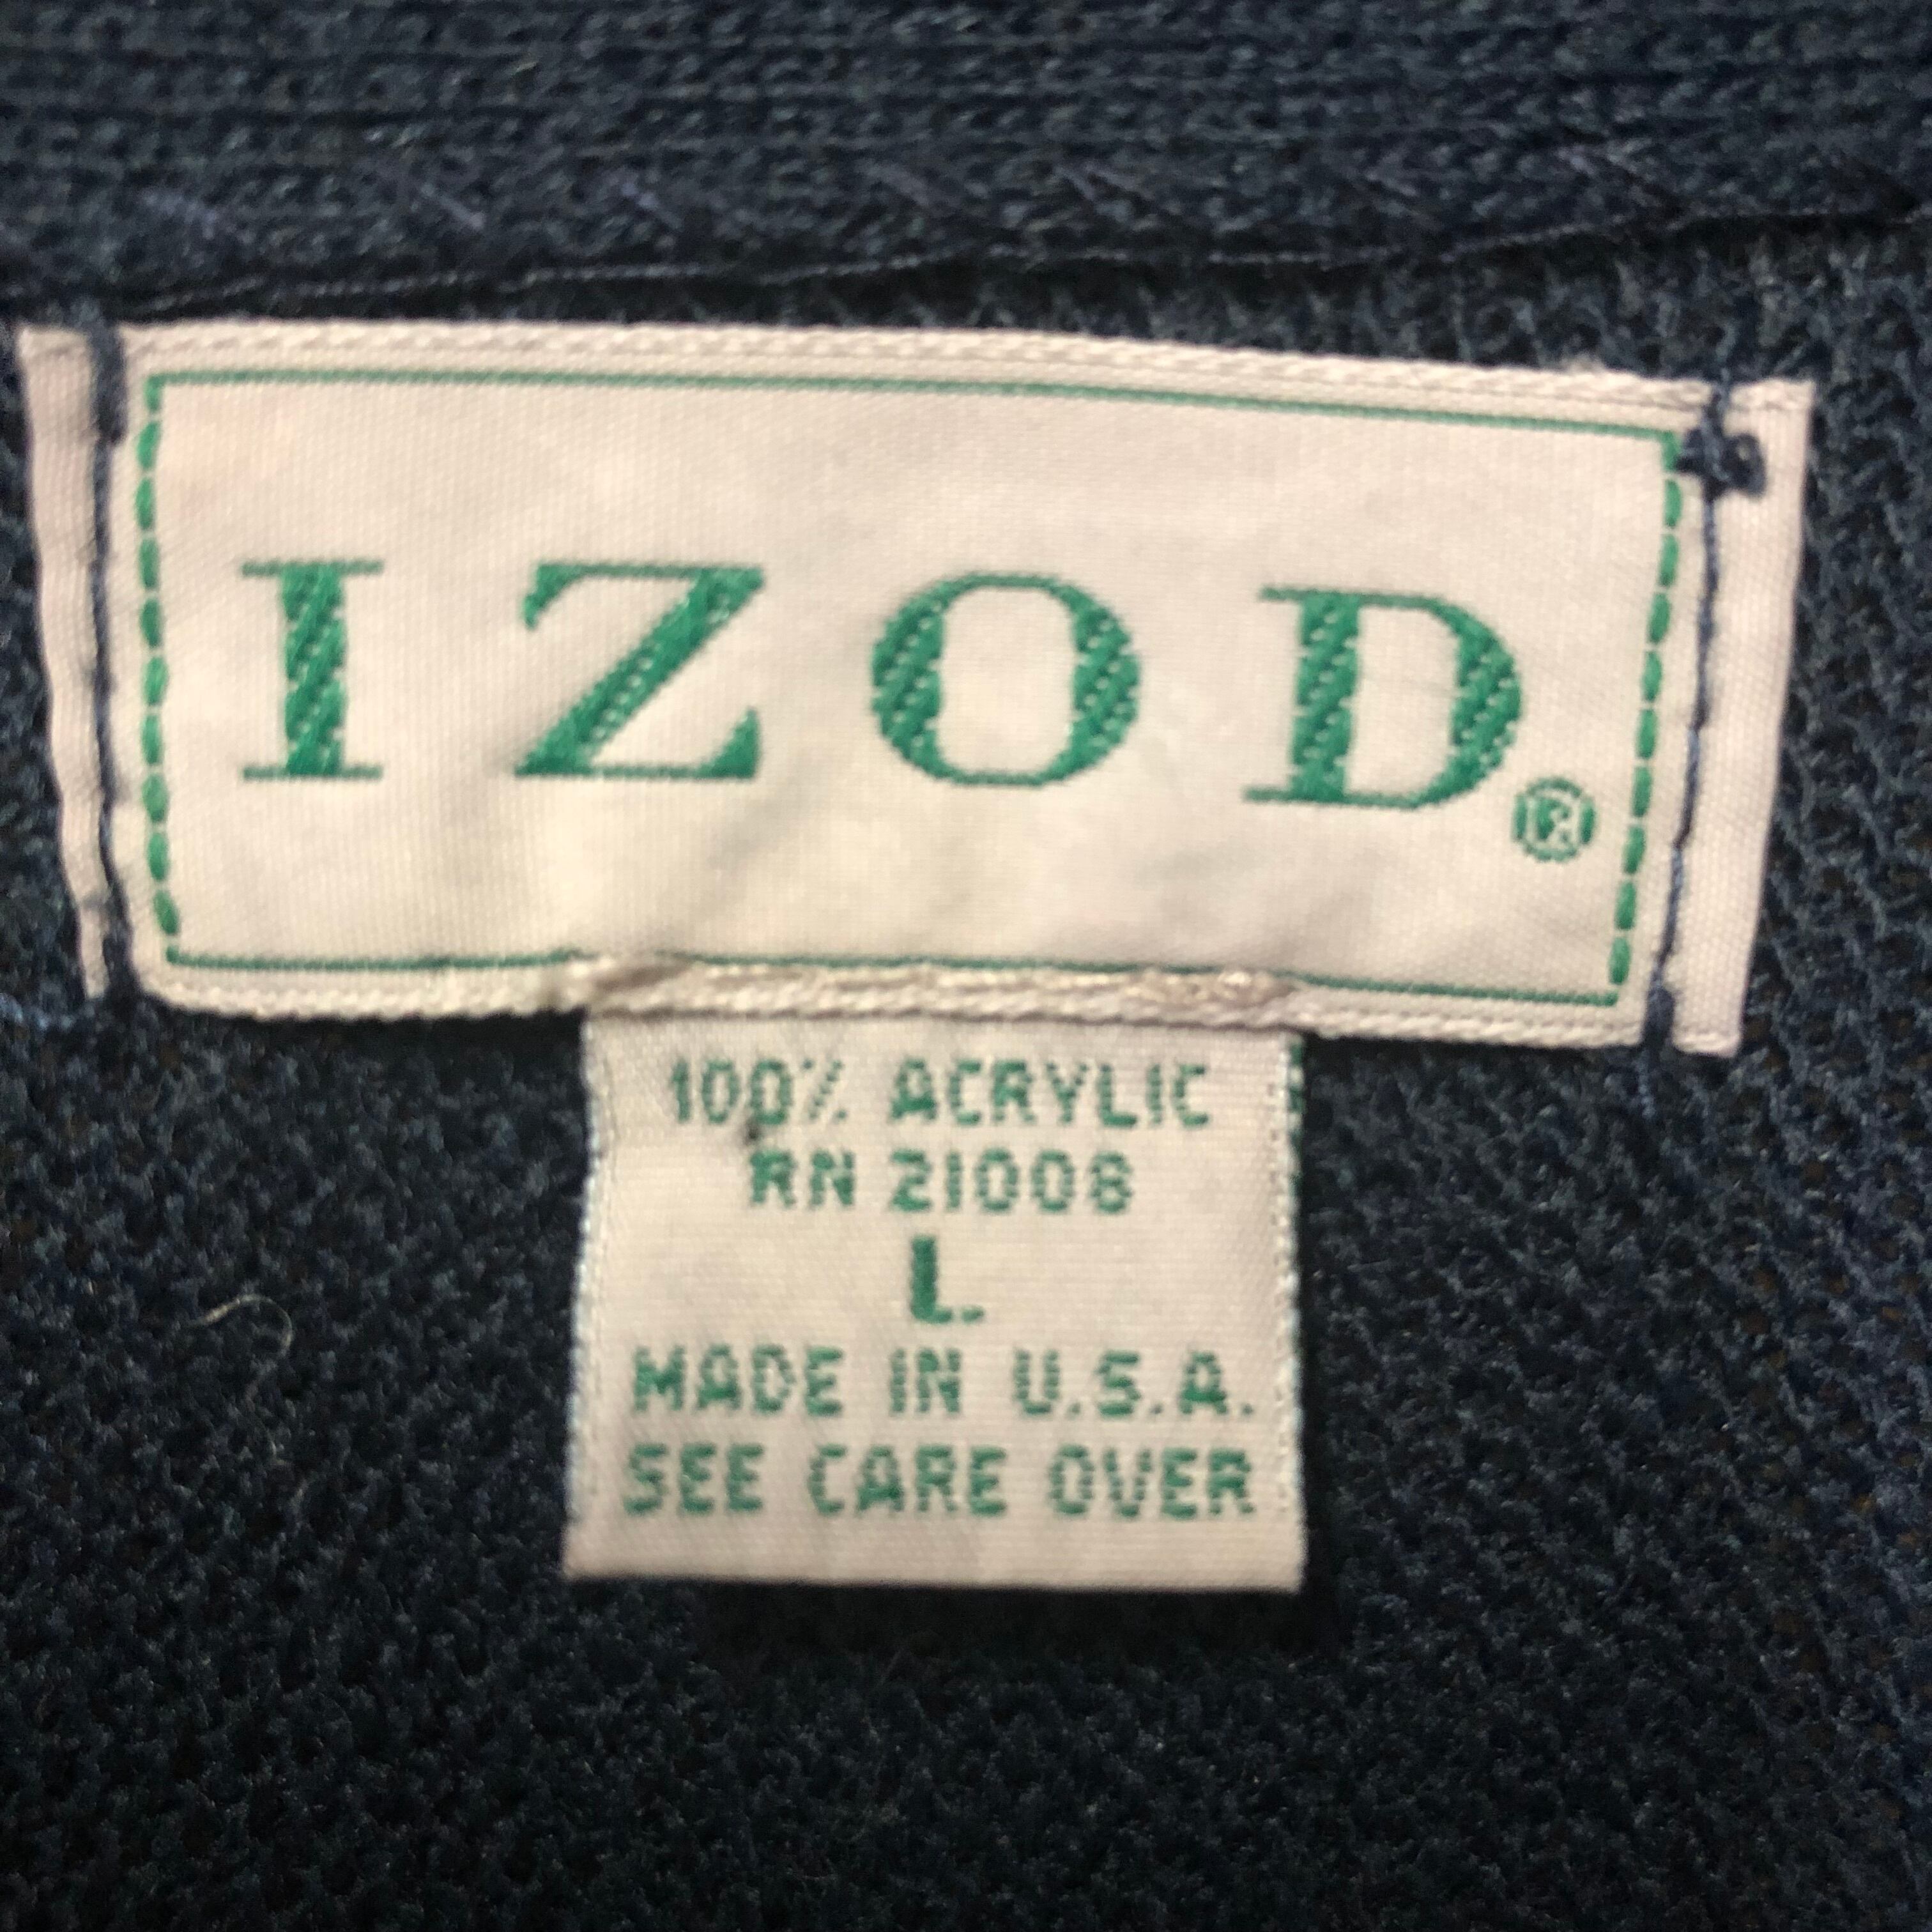 IZOD®
100% ACRYLIC
RN 21008
L.
MADE IN U.S.A.
SEE CARE OVER